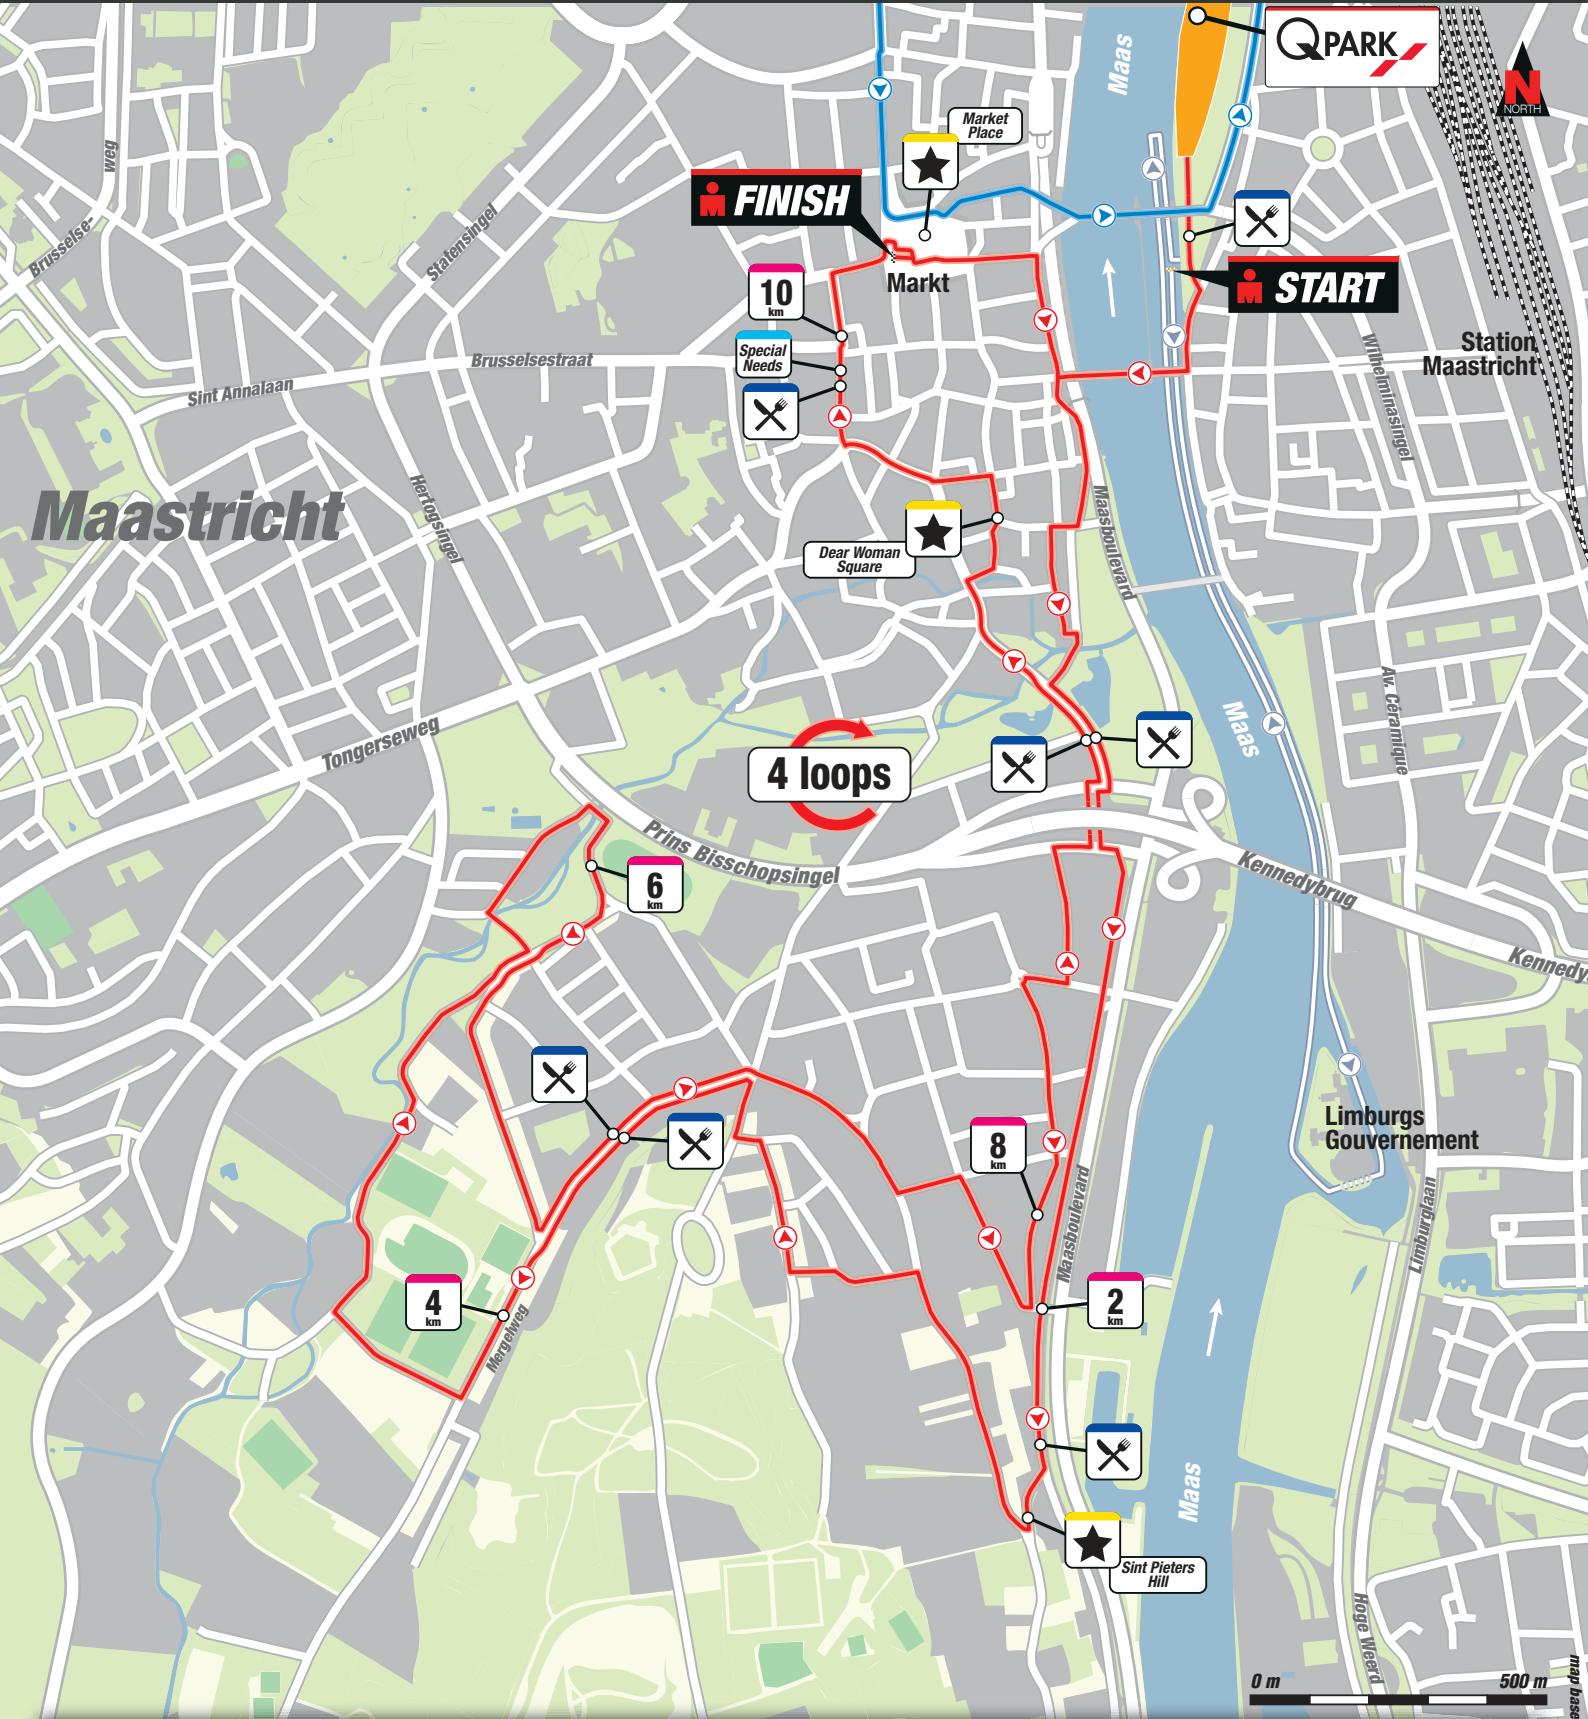 Maas
QPARK
N
NORTH
Market
Place
weg
FINISH
Brusselse-
Statensingel
START
Markt
10
km
Special
Needs
Station
Maastricht
Wilhelminasingel
Brusselsestraat
Sint Annalaan
Maastricht
Hertogsingel
Maasboulevard
Dear Woman
Square
Tongerseweg
Av. Céramique
Maas
4 loops
Prins Bisschopsingel
6
km
Kennedybrug
Kennedy
8
km
Limburgs
Gouvernement
Maasboulevard
Limburglaan
4
km
2
km
Mergelweg
Maas
Sint Pieters
Hill
Hoge Weerd
0 m
500 m
map base